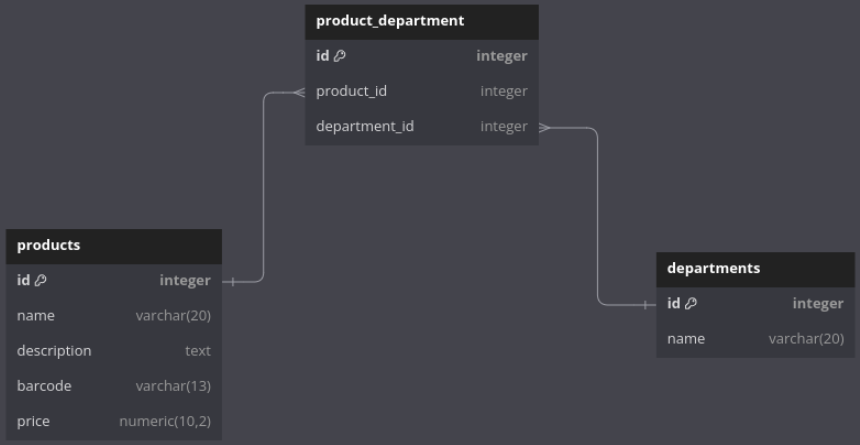 product_department
id integer
product_id integer
department_id integer
products
id integer
name varchar(20)
description text
barcode varchar(13)
price numeric(10,2)
departments
id integer
name varchar(20)